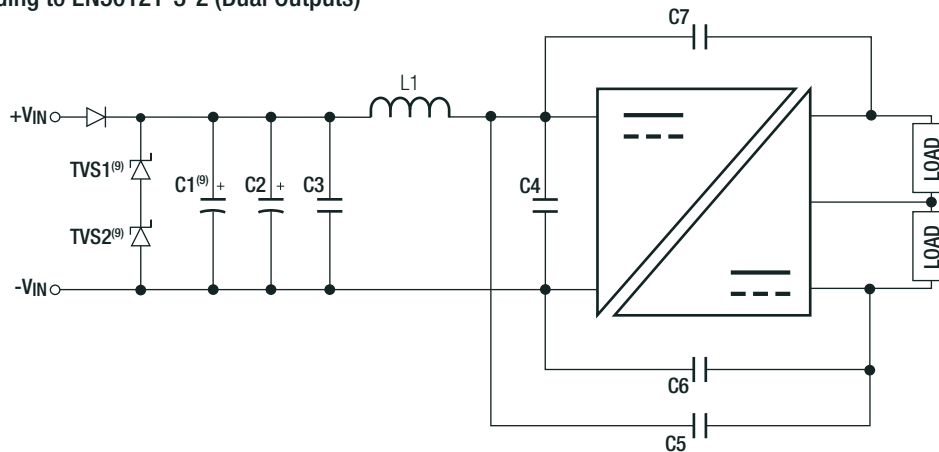 to EN50121-3-2 (Dual Outputs)
C7
L1
+VIN
TVS1(9)
C1(9) +
C2 +
C3
C4
LOAD
TVS2(9)
LOAD
-VIN
C6
C5